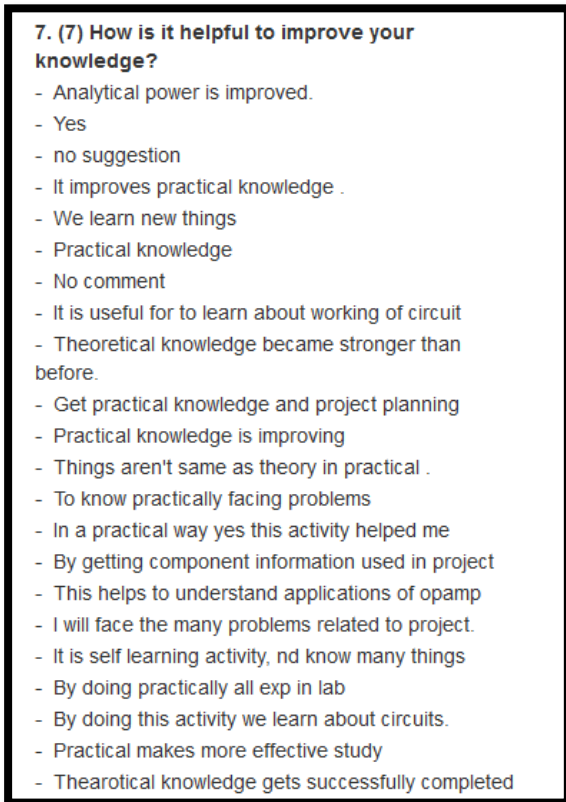 7. (7) How is it helpful to improve your
knowledge?
- Analytical power is improved.
- Yes
- no suggestion
- It improves practical knowledge .
- We learn new things
- Practical knowledge
- No comment
- It is useful for to learn about working of circuit
- Theoretical knowledge became stronger than
before.
- Get practical knowledge and project planning
- Practical knowledge is improving
- Things aren't same as theory in practical .
- To know practically facing problems
- In a practical way yes this activity helped me
- By getting component information used in project
- This helps to understand applications of opamp
- I will face the many problems related to project.
- It is self learning activity, nd know many things
- By doing practically all exp in lab
- By doing this activity we learn about circuits.
- Practical makes more effective study
- Thearotical knowledge gets successfully completed